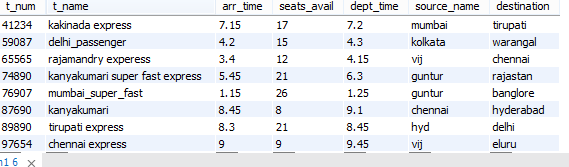 t_num t_name arr_time seats_avail dept_time source_name destination
41234 kakinada express 7.15 17 7.2 mumbai tirupati
59087 delhi_passenger 4.2 15 4.3 kolkata warangal
65565 rajamandry experess 3.4 12 4.15 vij chennai
74890 kanyakumari super fast express 5.45 21 6.3 guntur rajastan
76907 mumbai_super_fast 1.15 26 1.25 guntur banglore
87690 kanyakumari 8.45 8 9.1 chennai hyderabad
89890 tirupati express 8.3 21 8.45 hyd delhi
97654 chennai express 9 9 9.45 vij eluru